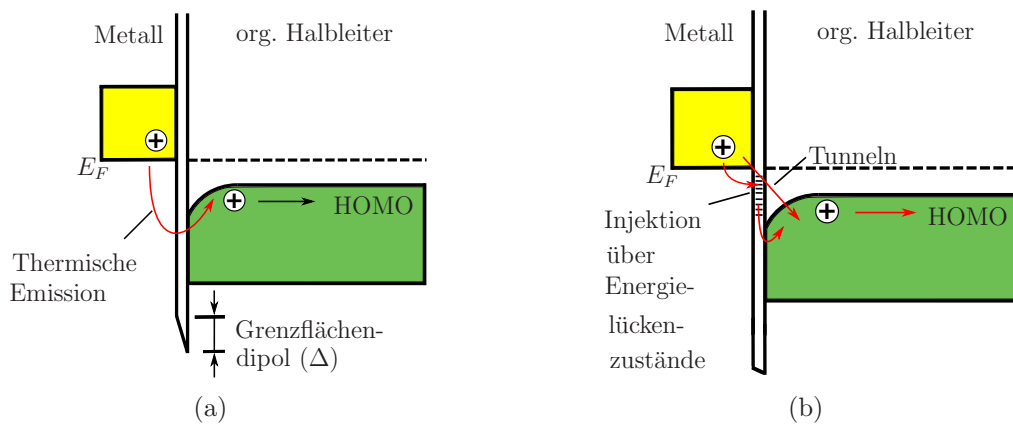 Metall
org. Halbleiter
E_F
HOMO
Thermische
Emission
Grenzflächen-
dipol (Δ)
(a)
Metall
org. Halbleiter
Tunneln
E_F
Injektion
über
Energie-
lücken-
zustände
HOMO
(b)